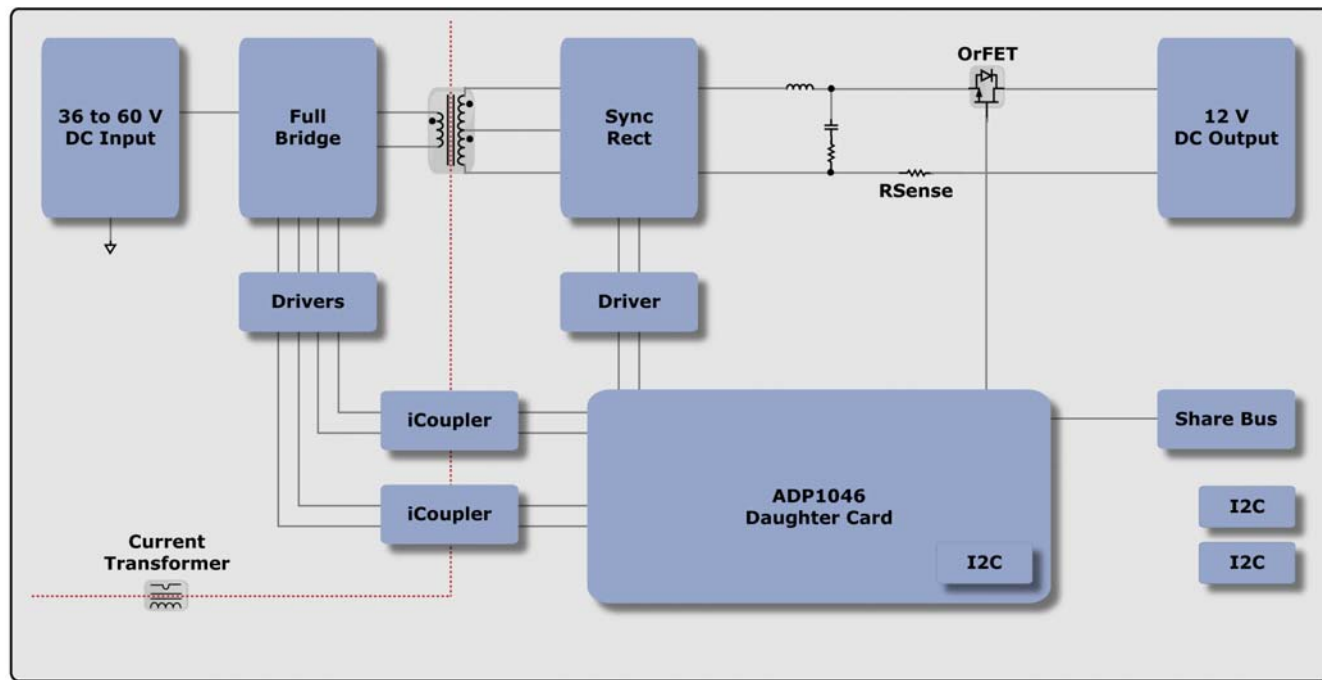 OrFET
36 to 60 V
DC Input
Full
Bridge
Sync
Rect
12 V
DC Output
RSense
Drivers
Driver
iCoupler
Share Bus
ADP1046
Daughter Card
iCoupler
I2C
Current
Transformer
I2C
I2C